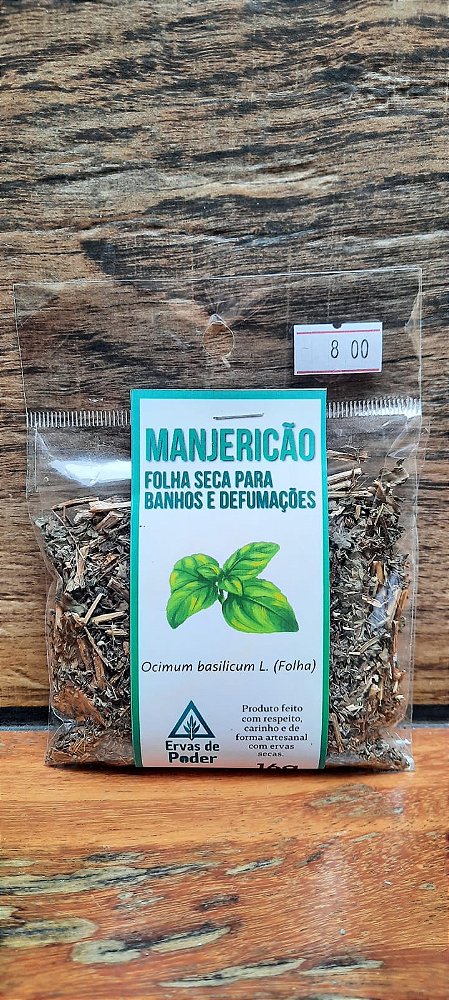 8 00
MANJERICÃO
FOLHA SECA PARA
BANHOS E DEFUMAÇÕES
Ocimum basilicum L. (Folha)
Ervas de
Poder
Produto feito
com respeito,
carinho e de
forma artesanal
com ervas
secas.
16g